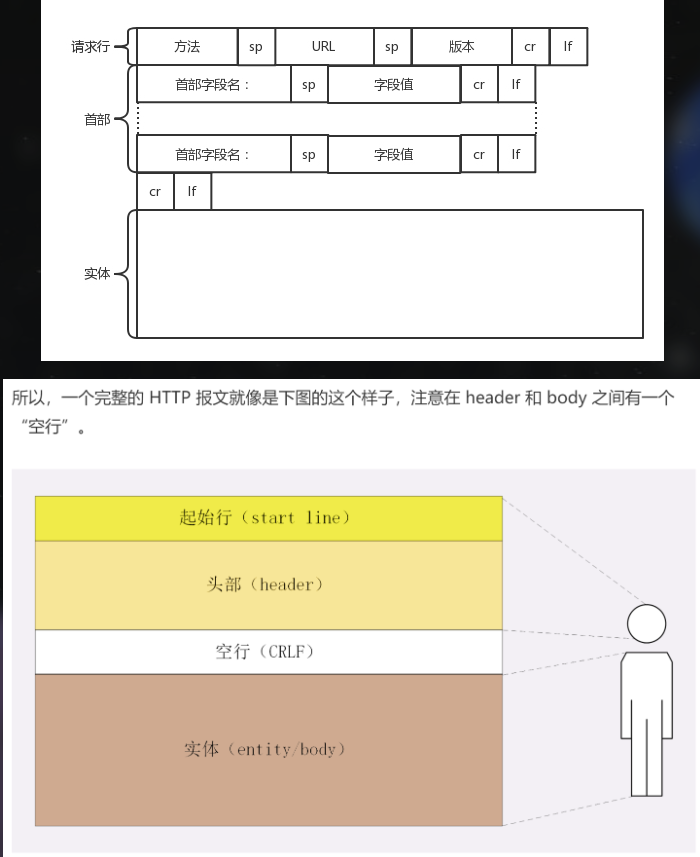 请求行 方法 sp URL sp 版本 cr lf
首部字段名： sp 字段值 cr lf
首部
首部字段名： sp 字段值 cr lf
cr lf
实体
所以，一个完整的 HTTP 报文就像是下图的这个样子，注意在 header 和 body 之间有一个
“空行”。
起始行（start line）
头部（header）
空行（CRLF）
实体（entity/body）